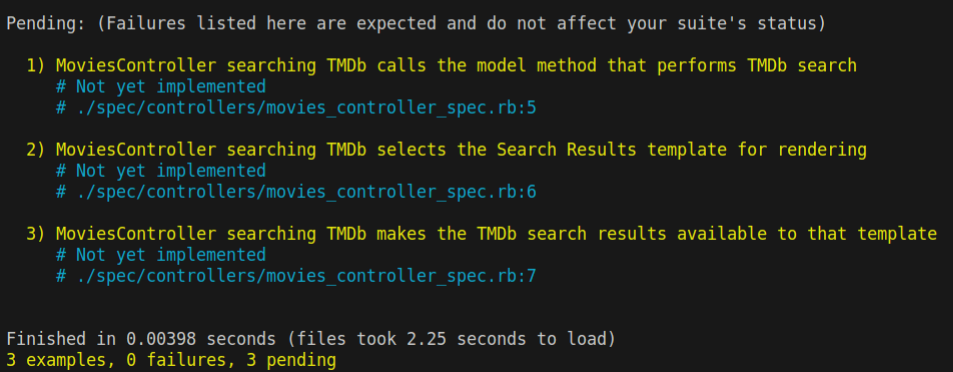 Pending: (Failures listed here are expected and do not affect your suite's status)
1) MoviesController searching TMDb calls the model method that performs TMDb search
# Not yet implemented
# ./spec/controllers/movies_controller_spec.rb:5
2) MoviesController searching TMDb selects the Search Results template for rendering
# Not yet implemented
# ./spec/controllers/movies_controller_spec.rb:6
3) MoviesController searching TMDb makes the TMDb search results available to that template
# Not yet implemented
# ./spec/controllers/movies_controller_spec.rb:7
Finished in 0.00398 seconds (files took 2.25 seconds to load)
3 examples, 0 failures, 3 pending